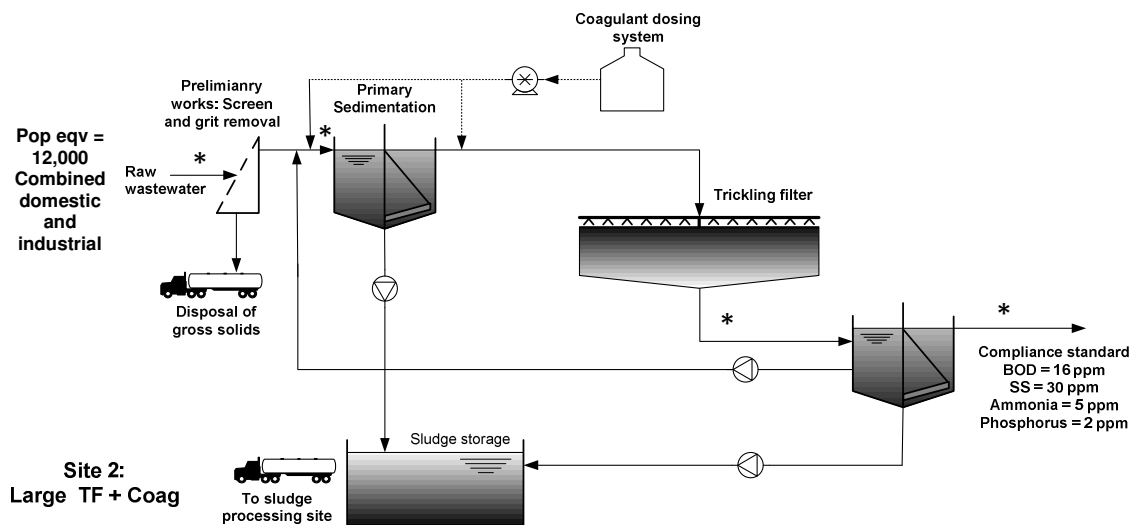 Coagulant dosing
system
Prelimianry
works: Screen
and grit removal
Primary
Sedimentation
*
Pop eqv =
12,000
Combined
domestic
and
industrial
*
Raw
wastewater
Trickling filter
Disposal of
gross solids
*
*
Compliance standard
BOD = 16 ppm
SS = 30 ppm
Ammonia = 5 ppm
Phosphorus = 2 ppm
Sludge storage
Site 2:
Large TF + Coag
To sludge
processing site